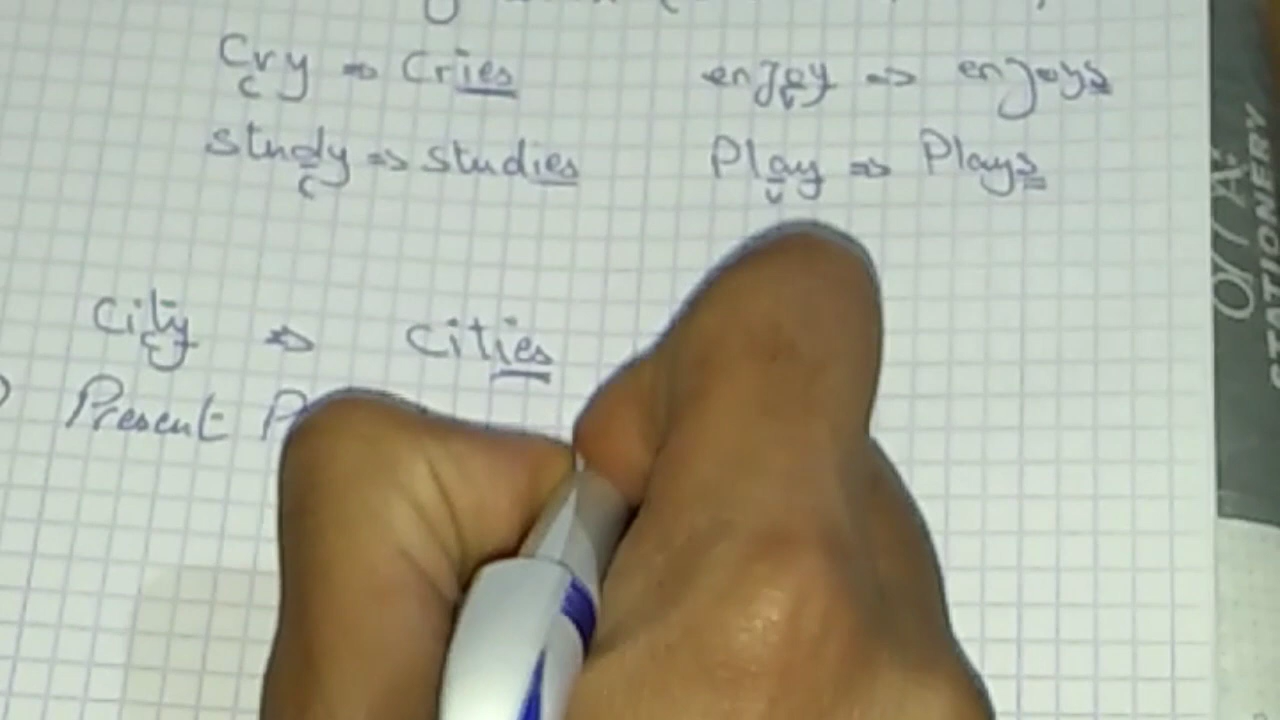 Cry ⇒ Cries enjoy ⇒ enjoys
C v
study ⇒ studies Play ⇒ Plays
C v
City ⇒ Cities
C
Present
STATIONERY